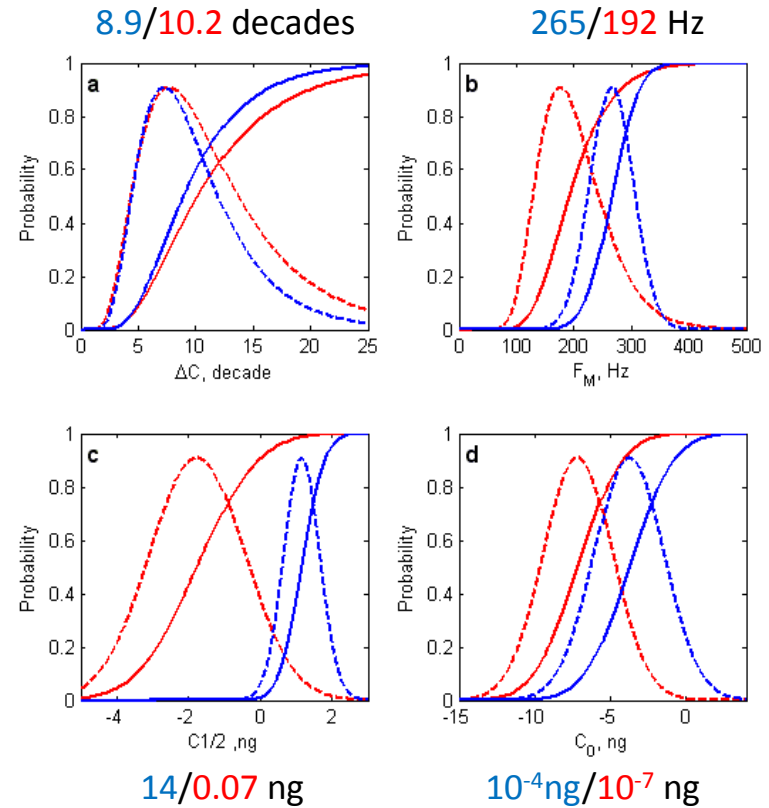 8.9/10.2 decades
265/192 Hz
a
1
0.8
0.6
0.4
0.2
0
Probability
0 5 10 15 20 25
ΔC, decade
b
1
0.8
0.6
0.4
0.2
0
Probability
0 100 200 300 400 500
F_M, Hz
c
1
0.8
0.6
0.4
0.2
0
Probability
-4 -2 0 2
C1/2 ,ng
d
1
0.8
0.6
0.4
0.2
0
Probability
-15 -10 -5 0
C₀, ng
14/0.07 ng
10⁻⁴ng/10⁻⁷ ng